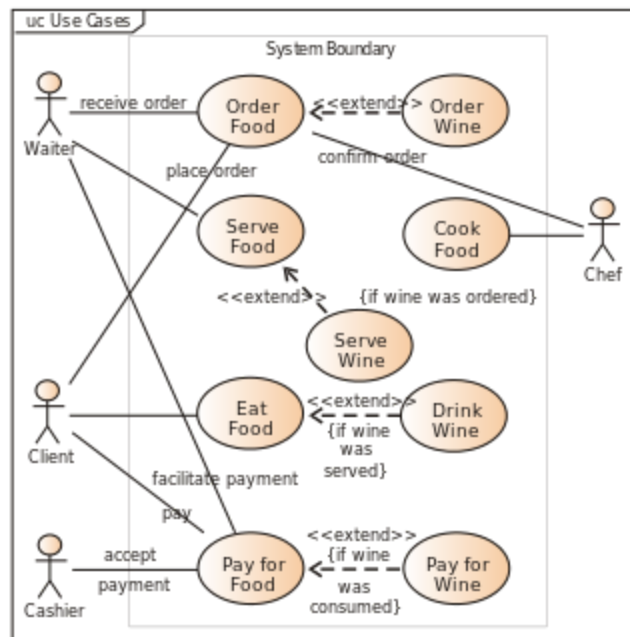 uc Use Cases
System Boundary
receive order
Order
Food
<<extend>>
Order
Wine
Waiter
confirm order
place order
Serve
Food
Cook
Food
Chef
<<extend>>
{if wine was ordered}
Serve
Wine
Client
Eat
Food
<<extend>>
{if wine
was
served}
Drink
Wine
facilitate payment
pay
Cashier
accept
payment
Pay for
Food
<<extend>>
{if wine
was
consumed}
Pay for
Wine